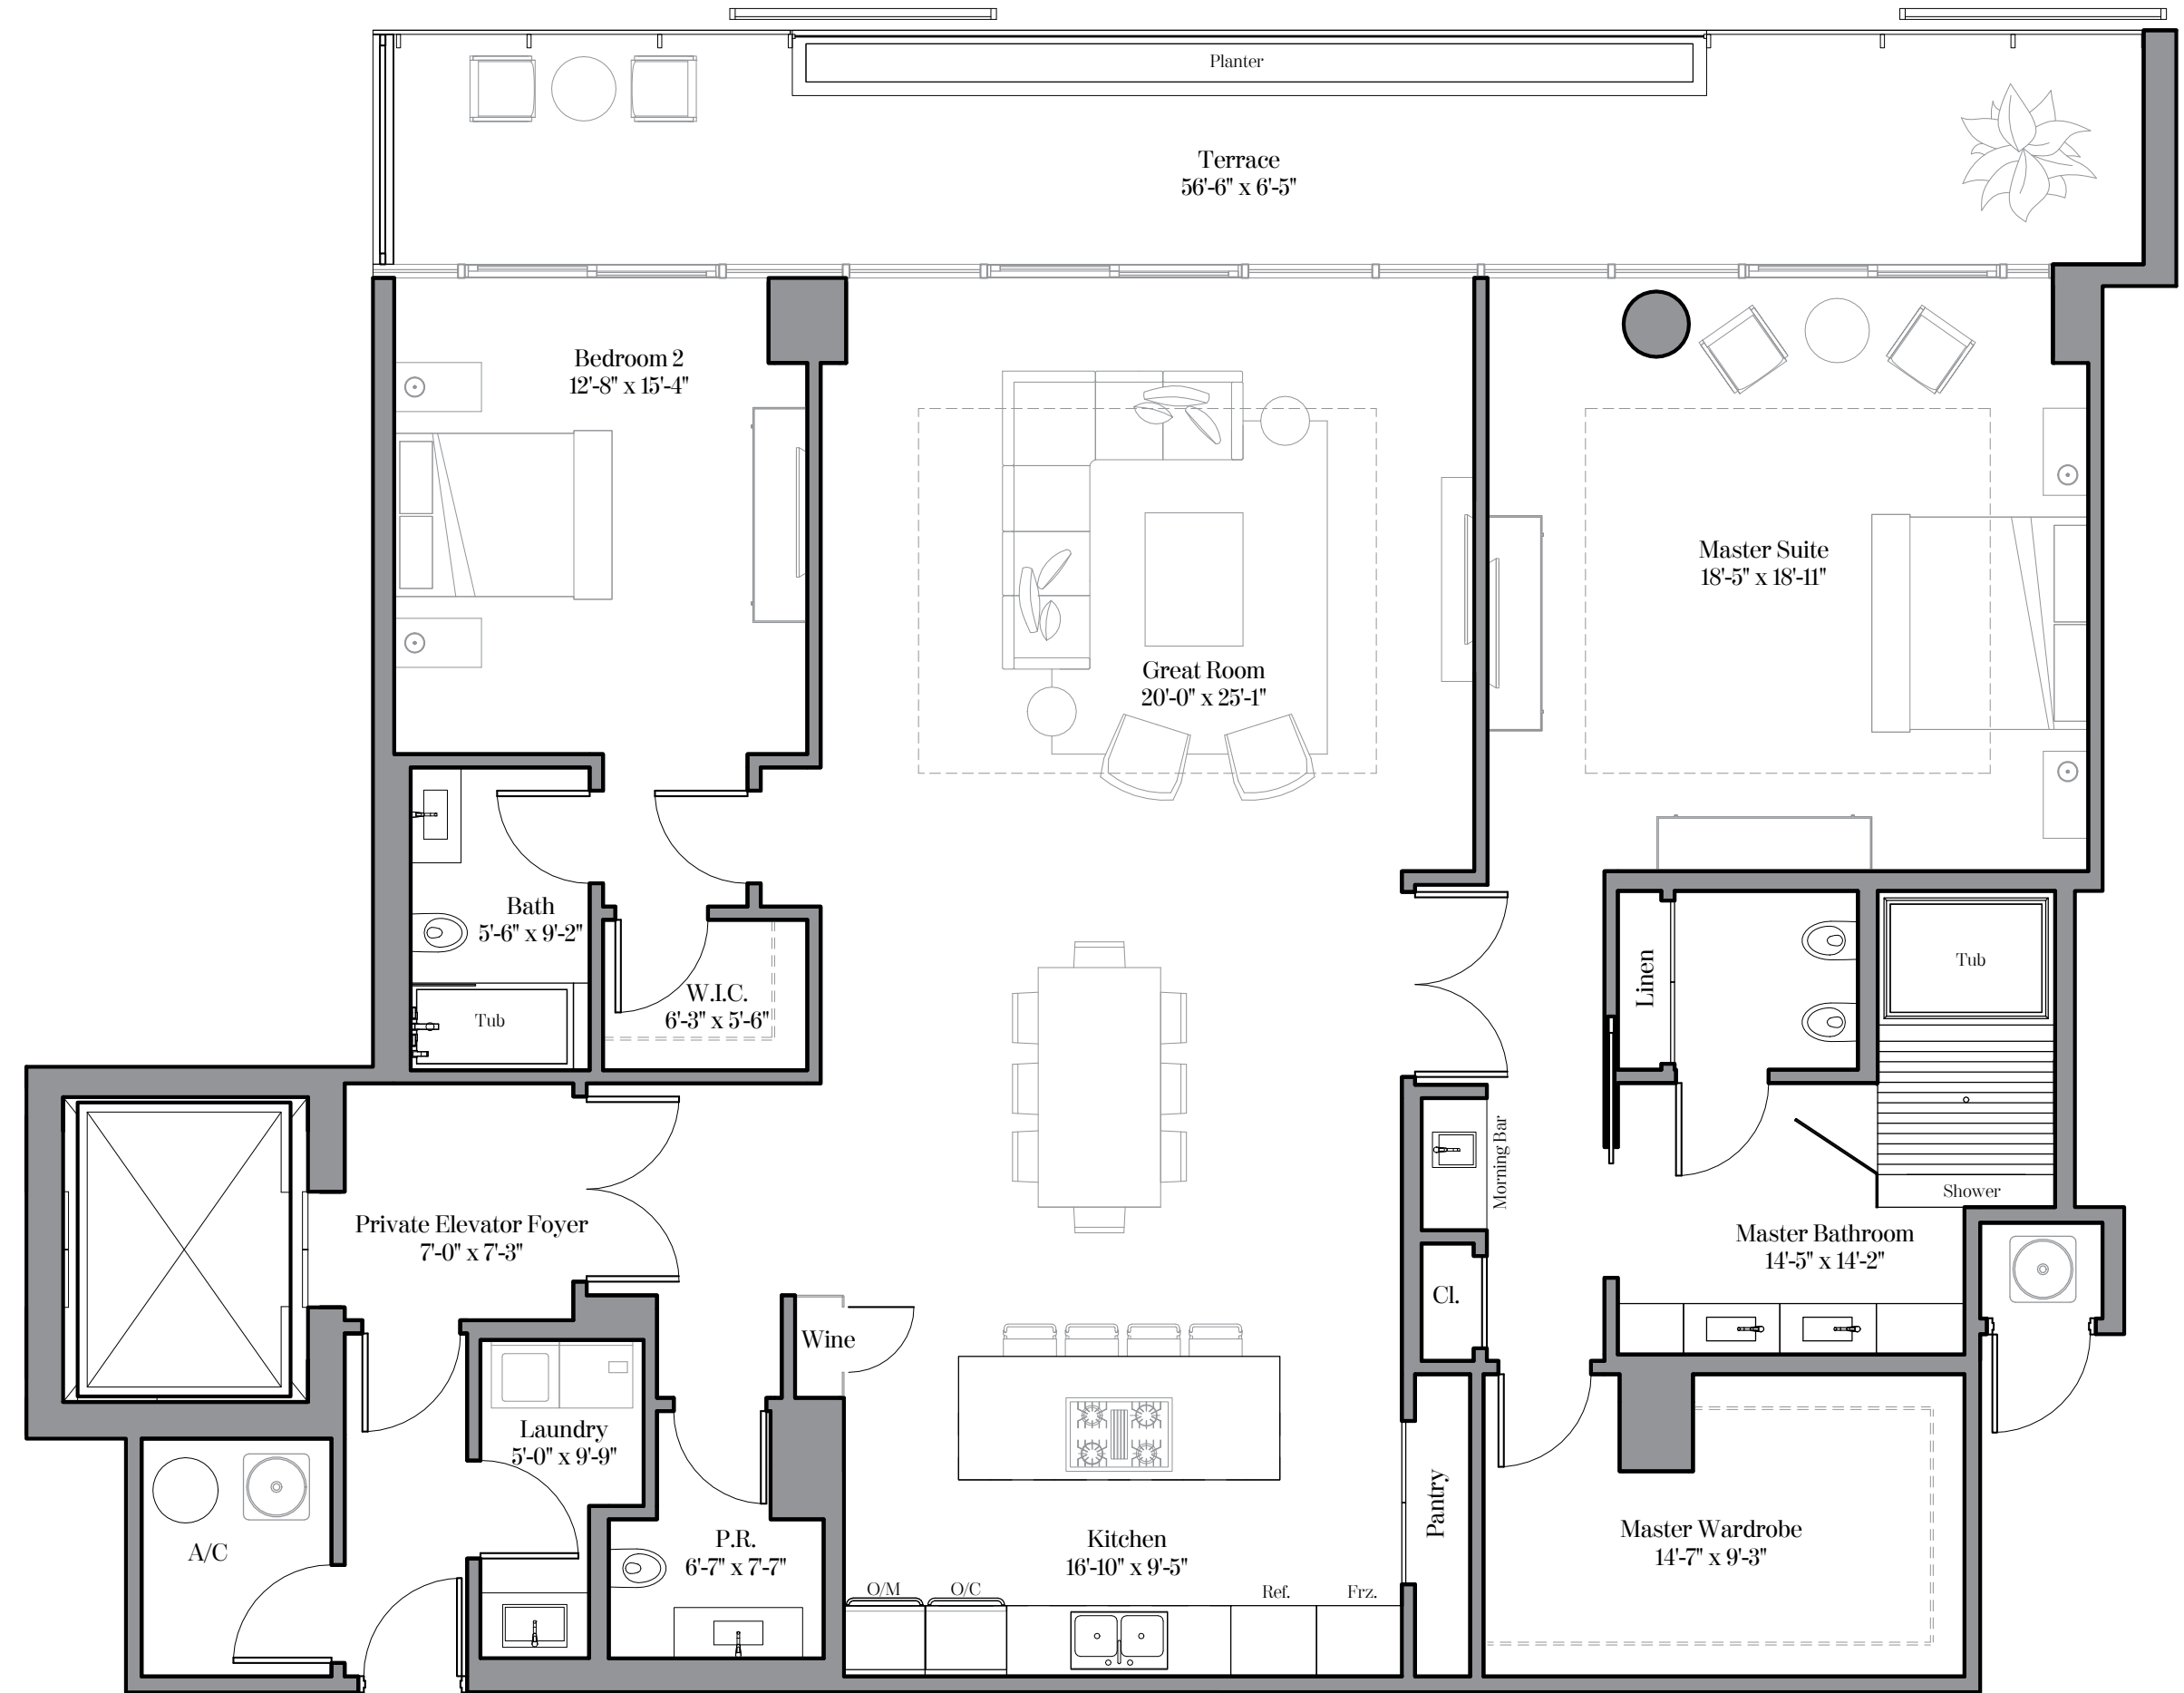 Planter
Terrace
56'-6" x 6'-5"
Bedroom 2
12'-8" x 15'-4"
Master Suite
18'-5" x 18'-11"
Great Room
20'-0" x 25'-1"
Bath
5'-6" x 9'-2"
W.I.C.
6'-3" x 5'-6"
Tub
Linen
Tub
Morning Bar
Shower
Private Elevator Foyer
7'-0" x 7'-3"
Master Bathroom
14'-5" x 14'-2"
Cl.
Wine
Laundry
5'-0" x 9'-9"
Pantry
A/C
P.R.
6'-7" x 7'-7"
Kitchen
16'-10" x 9'-5"
Master Wardrobe
14'-7" x 9'-3"
O/M
O/C
Ref.
Frz.